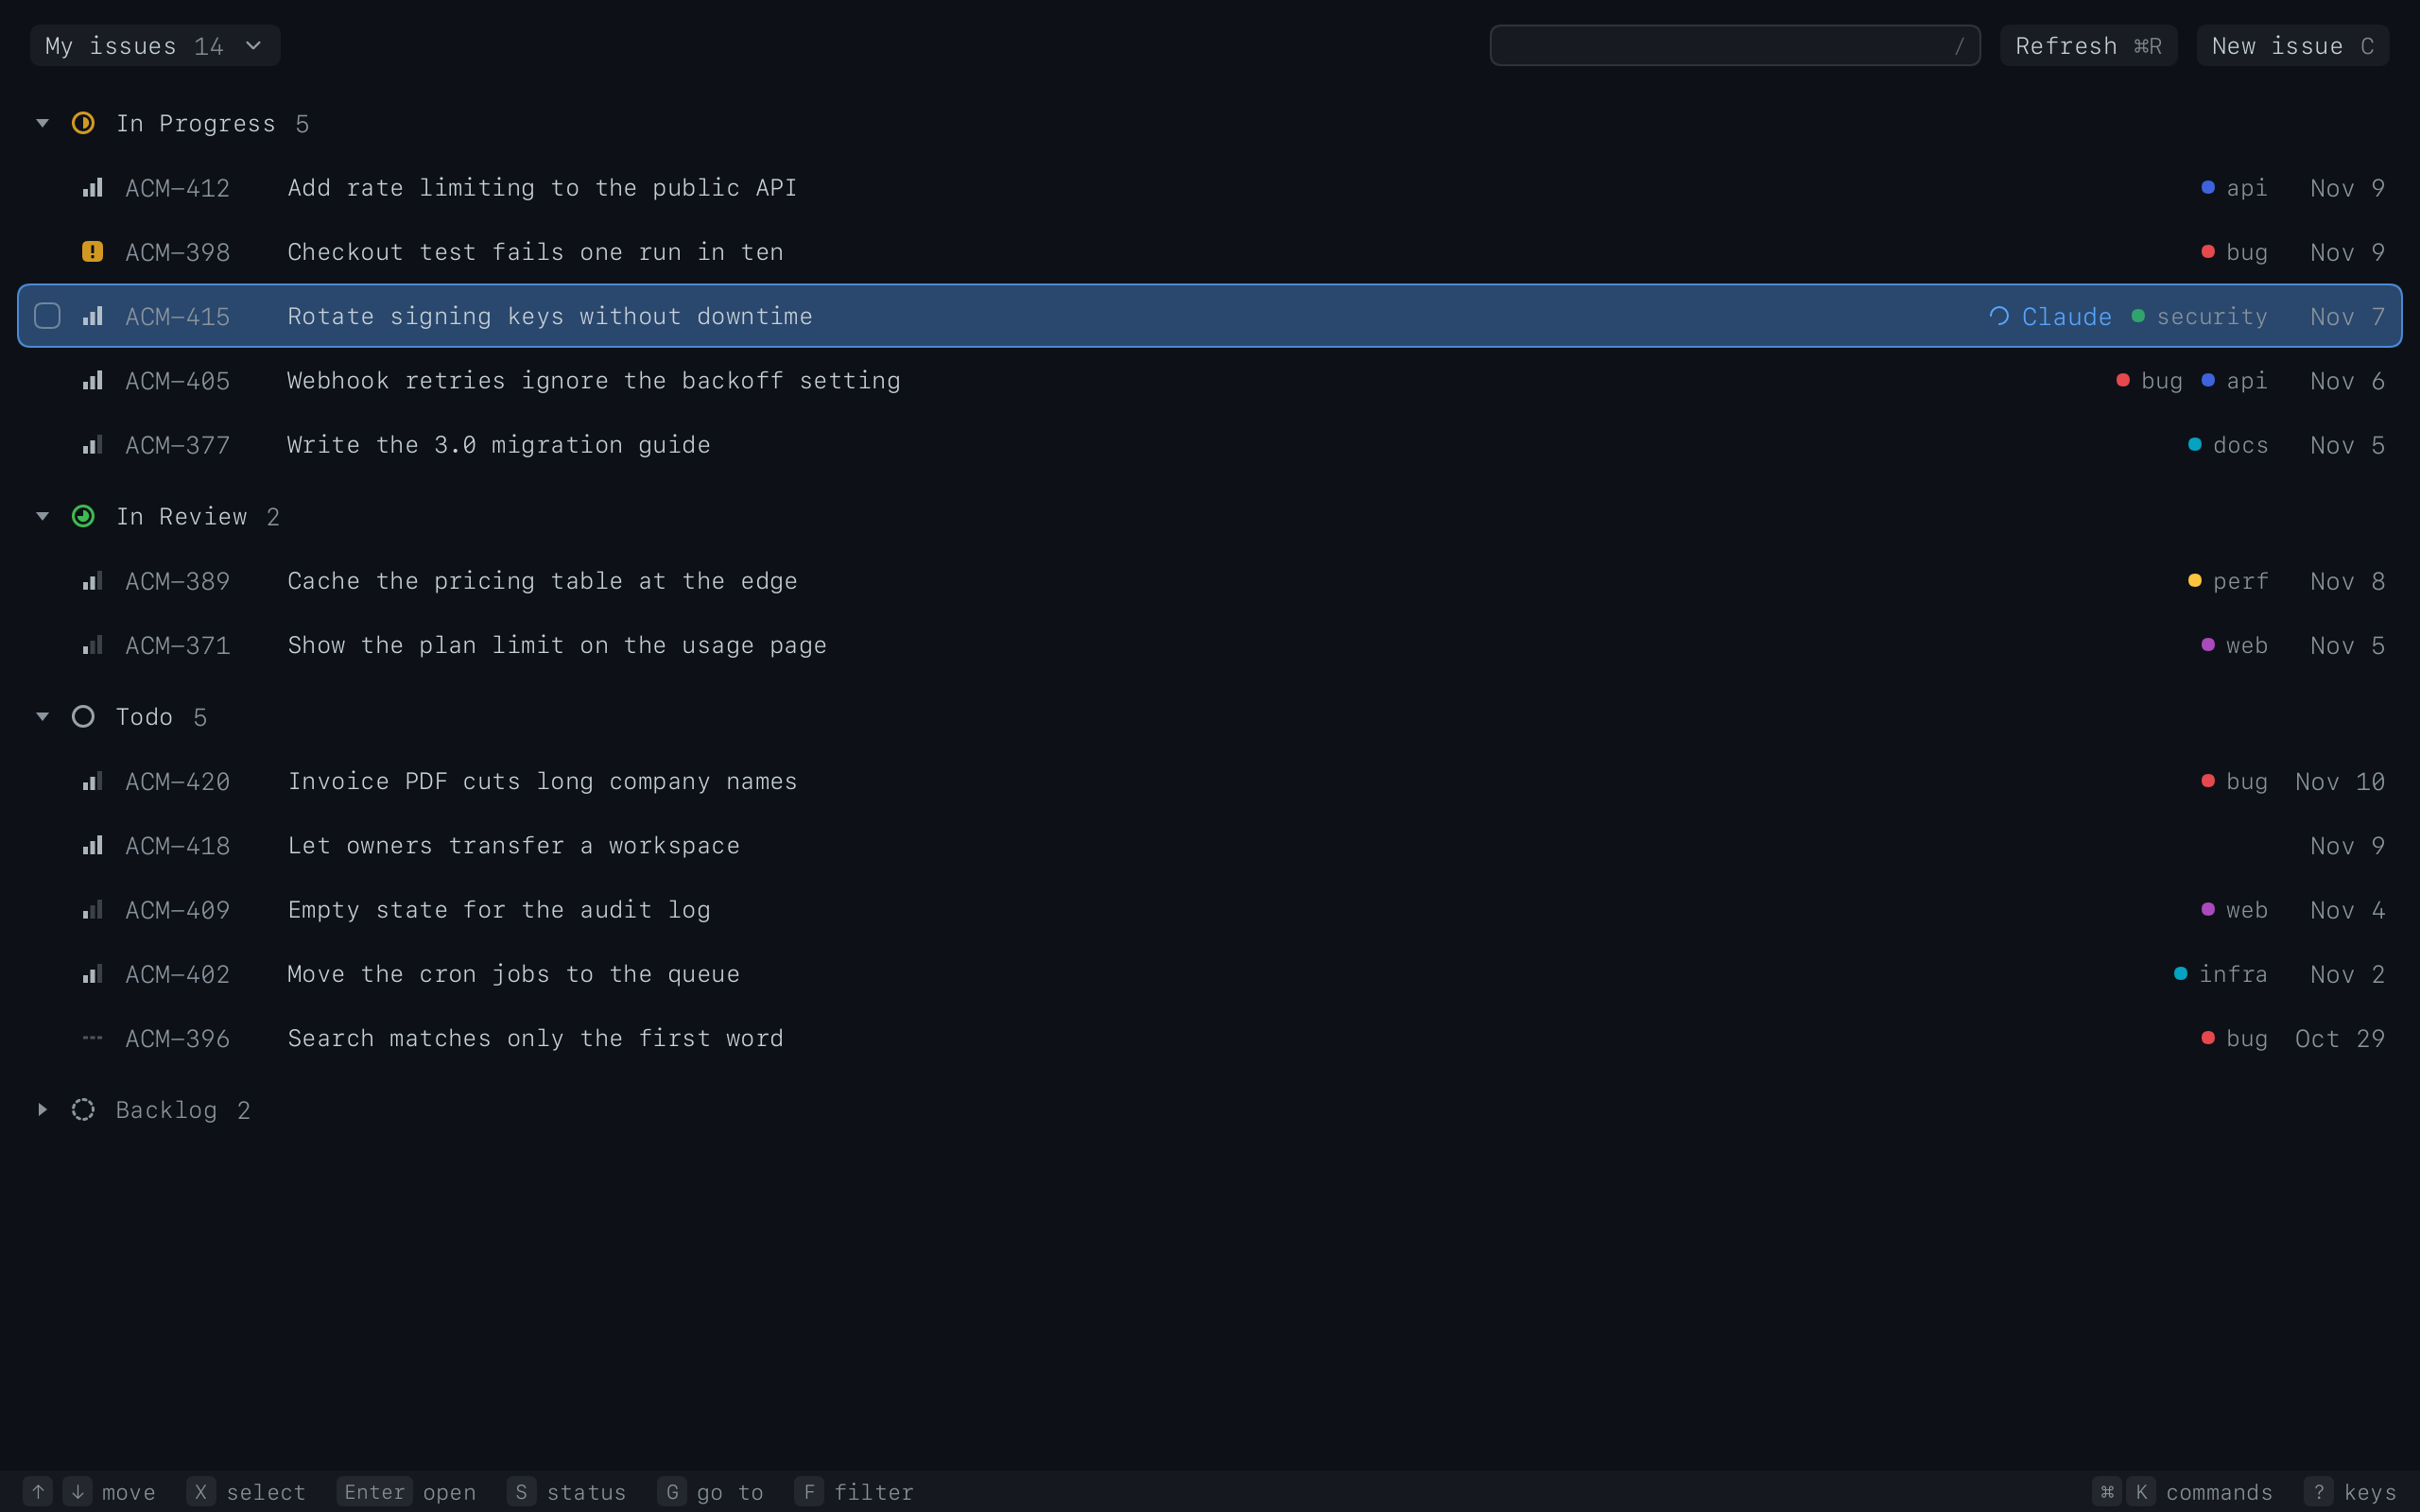 My issues 14 / Refresh ⌘R New issue C
In Progress 5
ACM-412 Add rate limiting to the public API api Nov 9
ACM-398 Checkout test fails one run in ten bug Nov 9
ACM-415 Rotate signing keys without downtime Claude security Nov 7
ACM-405 Webhook retries ignore the backoff setting bug api Nov 6
ACM-377 Write the 3.0 migration guide docs Nov 5
In Review 2
ACM-389 Cache the pricing table at the edge perf Nov 8
ACM-371 Show the plan limit on the usage page web Nov 5
Todo 5
ACM-420 Invoice PDF cuts long company names bug Nov 10
ACM-418 Let owners transfer a workspace Nov 9
ACM-409 Empty state for the audit log web Nov 4
ACM-402 Move the cron jobs to the queue infra Nov 2
ACM-396 Search matches only the first word bug Oct 29
Backlog 2
↑ ↓ move X select Enter open S status G go to F filter ⌘ K commands ? keys